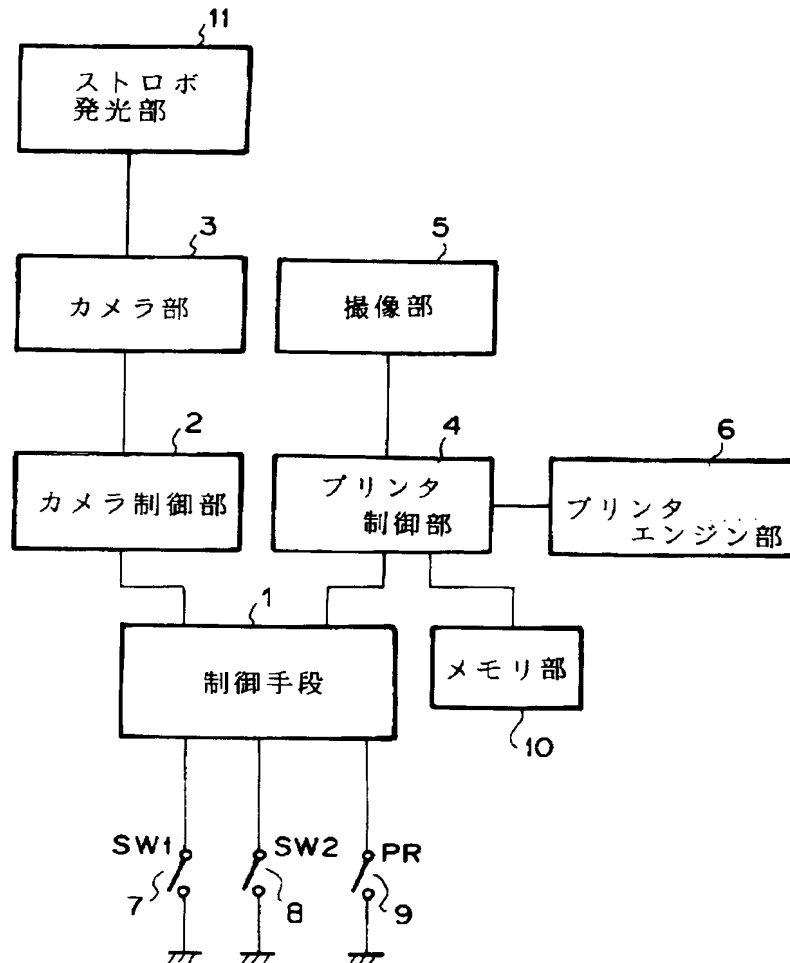 11
ストロボ
発光部
3
カメラ部
5
撮像部
2
カメラ制御部
4
プリンタ
制御部
6
プリンタ
エンジン部
1
制御手段
メモリ部
10
SW1
7
SW2
8
PR
9